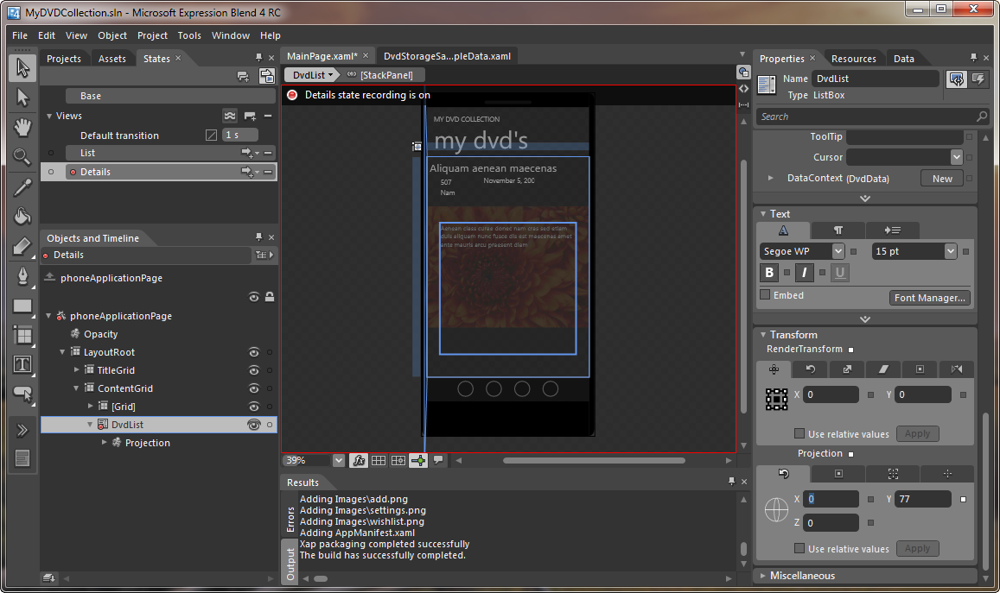 MyDVDCollection.sln - Microsoft Expression Blend 4 RC
File Edit View Object Project Tools Window Help
Projects Assets States ×
Base
Views
Default transition 1 s
List
Details
Objects and Timeline
Details
phoneApplicationPage
phoneApplicationPage
Opacity
LayoutRoot
TitleGrid
ContentGrid
[Grid]
DvdList
Projection
MainPage.xaml* × DvdStorageSa...pleData.xaml
DvdList [StackPanel]
Details state recording is on
MY DVD COLLECTION
my dvd's
Aliquam aenean maecenas
507 November 5, 200
Nam
Aenean class curae donec nam cras sed etiam
duis aliquam nunc fusce dis est maecenas amet
ante mauris arcu praesent diam
39%
Results
Errors
Output
Adding Images\add.png
Adding Images\settings.png
Adding Images\wishlist.png
Adding AppManifest.xaml
Xap packaging completed successfully
The build has successfully completed.
Properties × Resources Data
Name DvdList
Type ListBox
Search
ToolTip
Cursor
DataContext (DvdData) New
Text
Segoe WP 15 pt
B I U
Embed Font Manager...
Transform
RenderTransform
X 0 Y 0
Use relative values Apply
Projection
X 0 Y 77
Z 0
Use relative values Apply
Miscellaneous